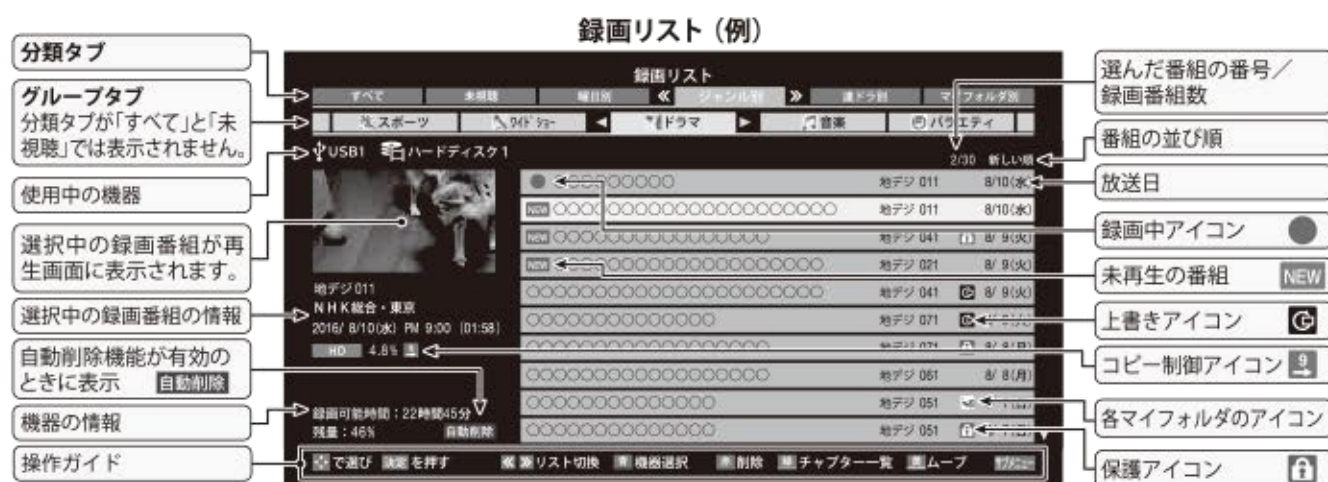 録画リスト（例）
分類タブ
グループタブ
分類タブが「すべて」と「未
視聴」では表示されません。
使用中の機器
選択中の録画番組が再
生画面に表示されます。
選択中の録画番組の情報
自動削除機能が有効の
ときに表示 自動削除
機器の情報
操作ガイド
録画リスト
すべて 未視聴 曜日別 ≪ ジャンル別 ≫ 連ドラ別 マイフォルダ別
スポーツ ワイドショー ◀ ドラマ ▶ 音楽 バラエティ
USB1 ハードディスク1
2/30 新しい順
地デジ011
NHK総合・東京
2016/ 8/10(水) PM 9:00 [01:58]
HD 4.8%
録画可能時間：22時間45分
残量：46% 自動削除
○○○○○○○○○ 地デジ 011 8/10(水)
NEW ○○○○○○○○○○○○○○○○○○○○○ 地デジ 011 8/10(水)
NEW ○○○○○○○○○○○○○○○○ 地デジ 041 8/ 9(火)
NEW ○○○○○○○○○○○○○○○○○○○○ 地デジ 021 8/ 9(火)
○○○○○○○○○○○○○○○○○○○○○○ 地デジ 041 8/ 9(火)
○○○○○○○○○○○○○○ 地デジ 071
○○○○○○○○○○○○○○
○○○○○○○○○○○○○○○○○○ 地デジ 061 8/ 8(月)
○○○○○○○○○○○○○○ 地デジ 051
○○○○○○○○○○○○○○ 地デジ 051
で選び 決定 を押す ≪ ≫ リスト切換 青 機器選択 赤 削除 緑 チャプター一覧 黄 ムーブ サブメニュー
選んだ番組の番号／
録画番組数
番組の並び順
放送日
録画中アイコン
未再生の番組 NEW
上書きアイコン
コピー制御アイコン 9
各マイフォルダのアイコン
保護アイコン